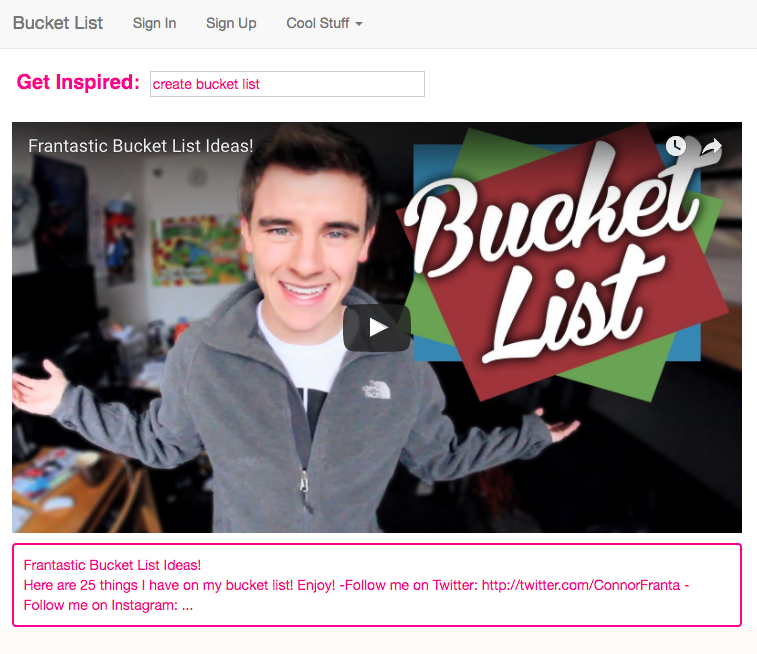 Bucket List Sign In Sign Up Cool Stuff
Get Inspired: create bucket list
Frantastic Bucket List Ideas!
Bucket
List
Frantastic Bucket List Ideas!
Here are 25 things I have on my bucket list! Enjoy! -Follow me on Twitter: http://twitter.com/ConnorFranta -
Follow me on Instagram: ...